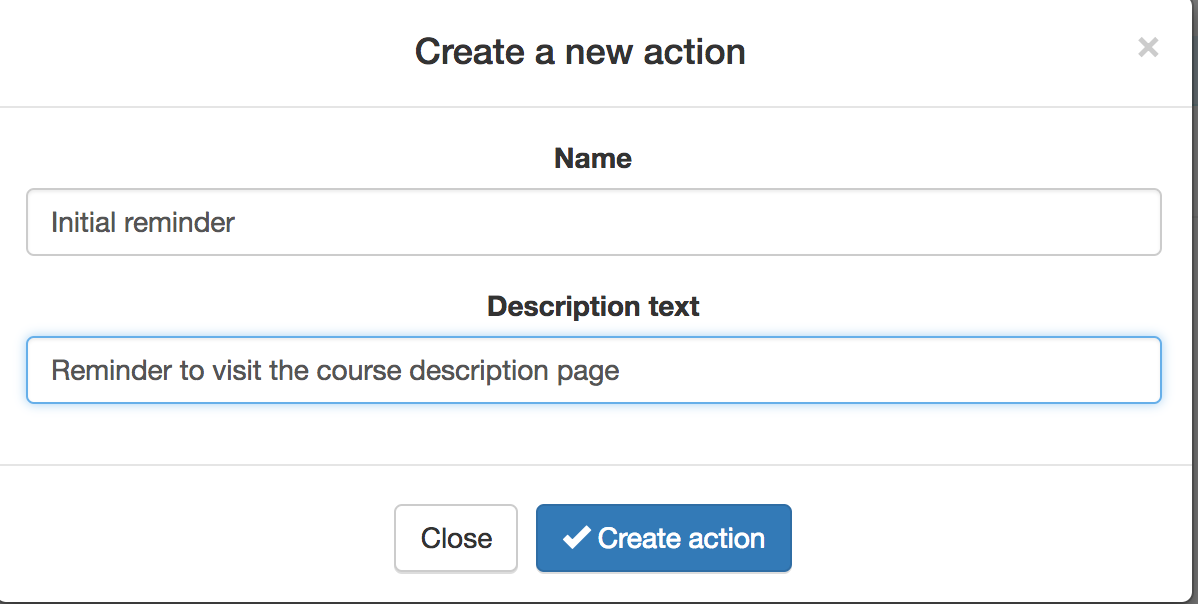 Create a new action
×
Name
Initial reminder
Description text
Reminder to visit the course description page
Close
Create action